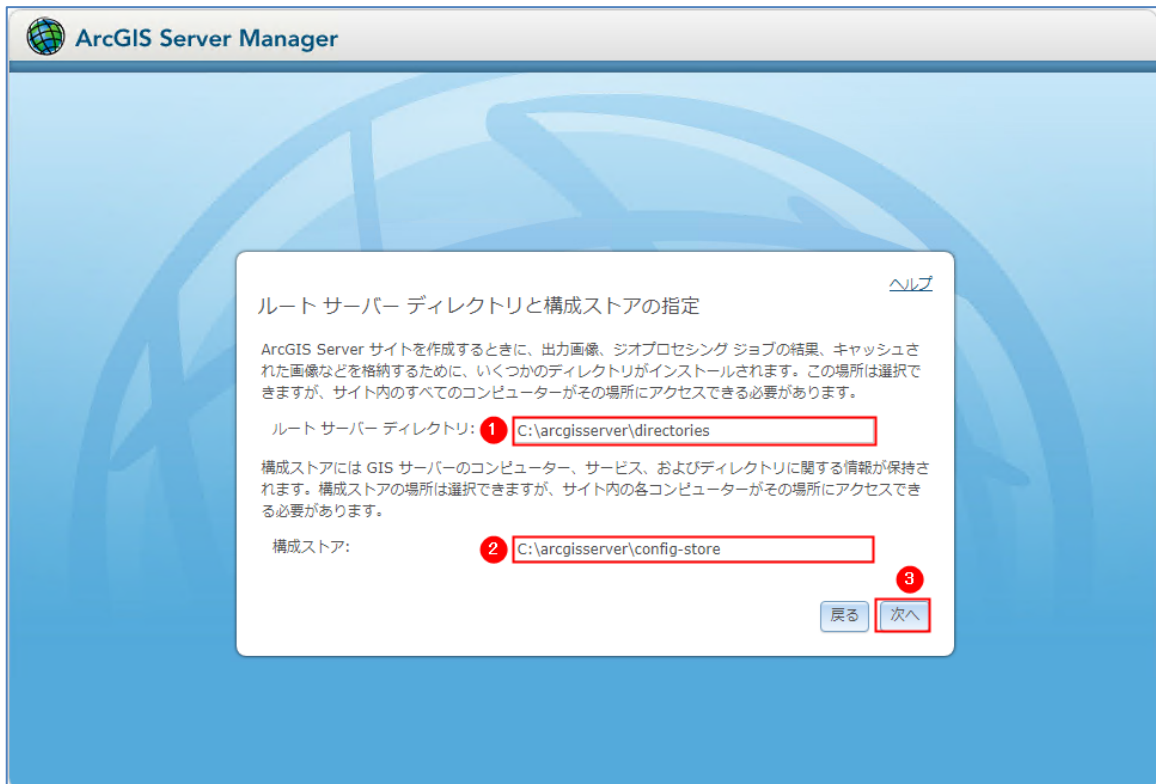 ArcGIS Server Manager
ヘルプ
ルート サーバー ディレクトリと構成ストアの指定
ArcGIS Server サイトを作成するときに、出力画像、ジオプロセシング ジョブの結果、キャッシュさ
れた画像などを格納するために、いくつかのディレクトリがインストールされます。この場所は選択で
きますが、サイト内のすべてのコンピューターがその場所にアクセスできる必要があります。
ルート サーバー ディレクトリ: 1 C:\arcgisserver\directories
構成ストアには GIS サーバーのコンピューター、サービス、およびディレクトリに関する情報が保持さ
れます。構成ストアの場所は選択できますが、サイト内の各コンピューターがその場所にアクセスでき
る必要があります。
構成ストア: 2 C:\arcgisserver\config-store
3
戻る 次へ